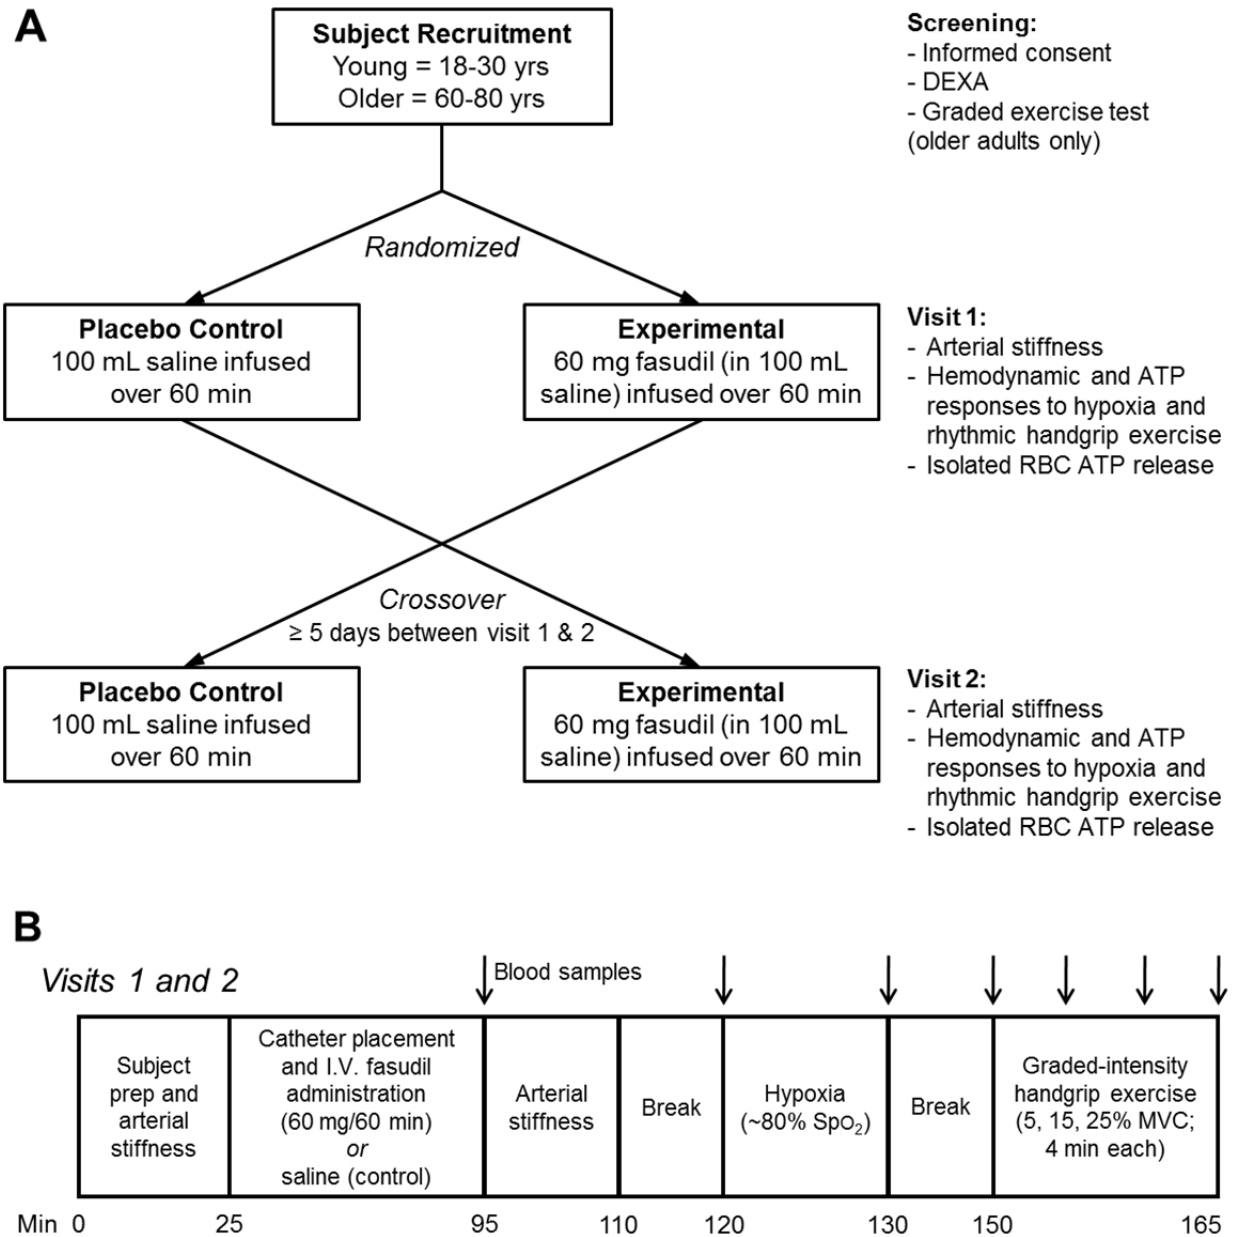 A
Subject Recruitment
Young = 18-30 yrs
Older = 60-80 yrs
Screening:
- Informed consent
- DEXA
- Graded exercise test
(older adults only)
Randomized
Placebo Control
100 mL saline infused
over 60 min
Experimental
60 mg fasudil (in 100 mL
saline) infused over 60 min
Visit 1:
- Arterial stiffness
- Hemodynamic and ATP
responses to hypoxia and
rhythmic handgrip exercise
- Isolated RBC ATP release
Crossover
≥ 5 days between visit 1 & 2
Placebo Control
100 mL saline infused
over 60 min
Experimental
60 mg fasudil (in 100 mL
saline) infused over 60 min
Visit 2:
- Arterial stiffness
- Hemodynamic and ATP
responses to hypoxia and
rhythmic handgrip exercise
- Isolated RBC ATP release
B
Visits 1 and 2
Blood samples
Subject
prep and
arterial
stiffness
Catheter placement
and I.V. fasudil
administration
(60 mg/60 min)
or
saline (control)
Arterial
stiffness
Break
Hypoxia
(~80% SpO₂)
Break
Graded-intensity
handgrip exercise
(5, 15, 25% MVC;
4 min each)
Min 0 25 95 110 120 130 150 165